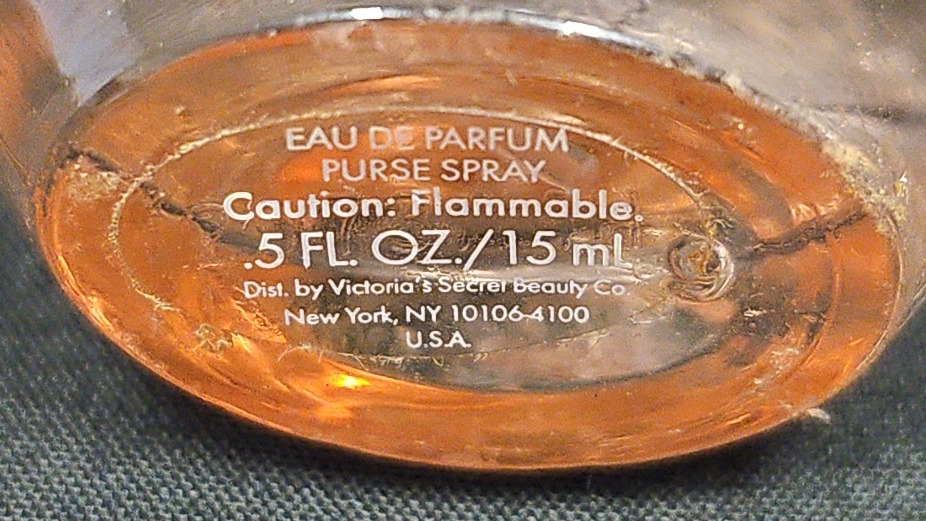 EAU DE PARFUM
PURSE SPRAY
Caution: Flammable.
.5 FL. OZ./15 mL
Dist. by Victoria's Secret Beauty Co.
New York, NY 10106-4100
U.S.A.